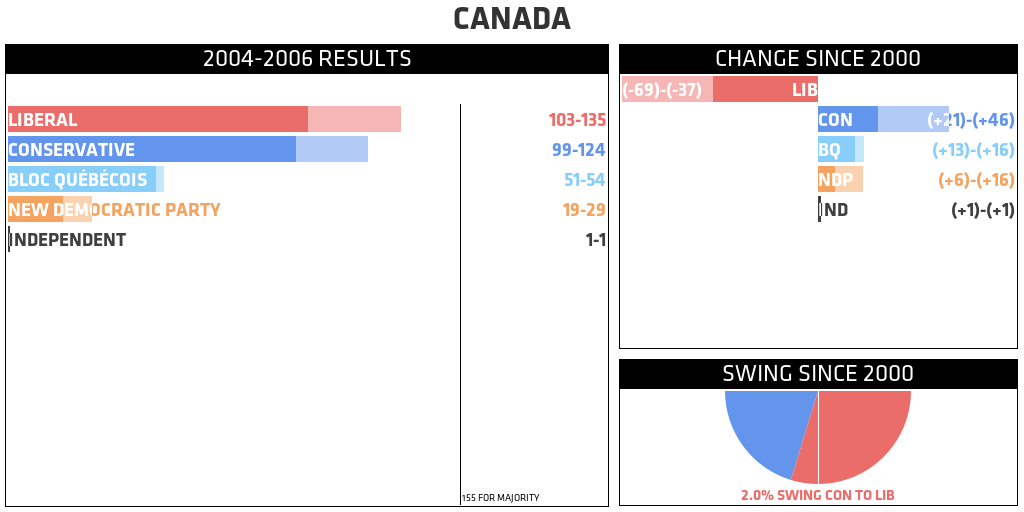 CANADA
2004-2006 RESULTS
LIBERAL 103-135
CONSERVATIVE 99-124
BLOC QUÉBÉCOIS 51-54
NEW DEMOCRATIC PARTY 19-29
INDEPENDENT 1-1
155 FOR MAJORITY
CHANGE SINCE 2000
(-69)-(-37) LIB
CON (+21)-(+46)
BQ (+13)-(+16)
NDP (+6)-(+16)
IND (+1)-(+1)
SWING SINCE 2000
2.0% SWING CON TO LIB